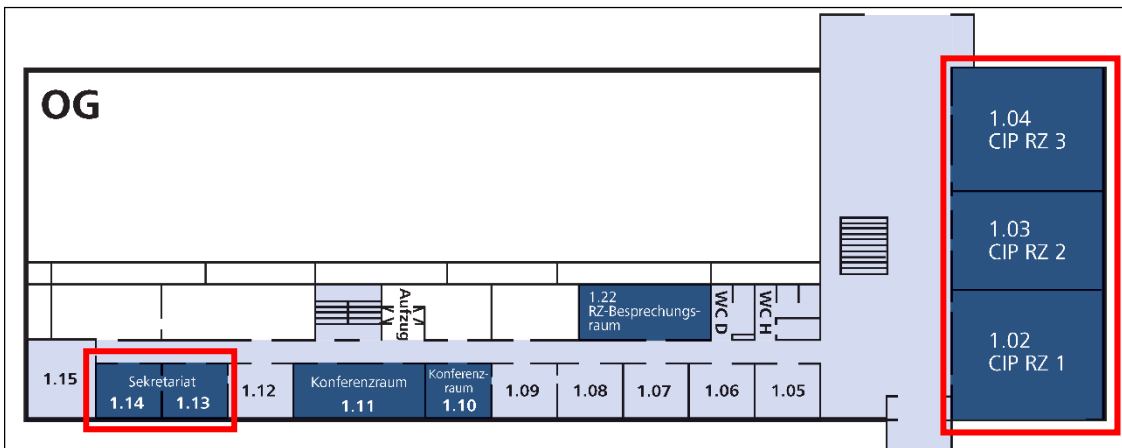 OG
1.04
CIP RZ 3
1.03
CIP RZ 2
1.02
CIP RZ 1
Aufzug
1.22
RZ-Besprechungs-
raum
WC D
WC H
1.15
Sekretariat
1.14
1.13
1.12
Konferenzraum
1.11
Konferenz-
raum
1.10
1.09
1.08
1.07
1.06
1.05